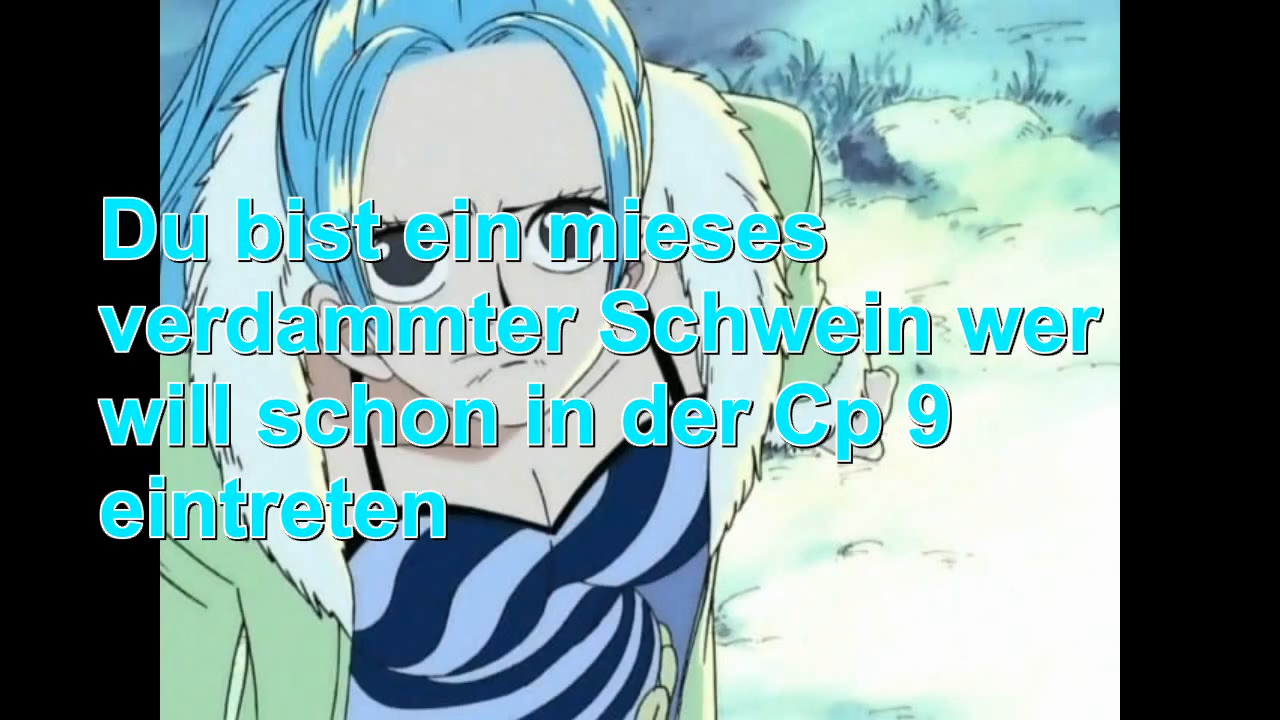 Du bist ein mieses
verdammter Schwein wer
will schon in der Cp 9
eintreten